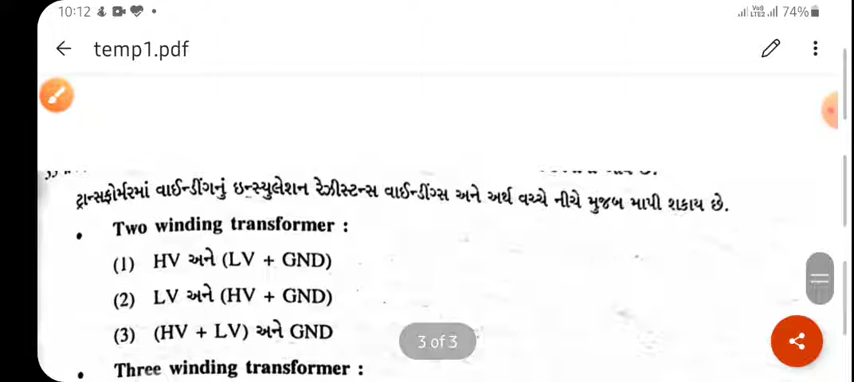 10:12 VoD LTE2 74%
temp1.pdf
ટ્રાન્સફોર્મરમાં વાઈન્ડીંગનું ઇન્સ્યુલેશન રેઝીસ્ટન્સ વાઈન્ડીંગ્સ અને અર્થ વચ્ચે નીચે મુજબ માપી શકાય છે.
• Two winding transformer :
(1) HV અને (LV + GND)
(2) LV અને (HV + GND)
(3) (HV + LV) અને GND
3 of 3
• Three winding transformer :